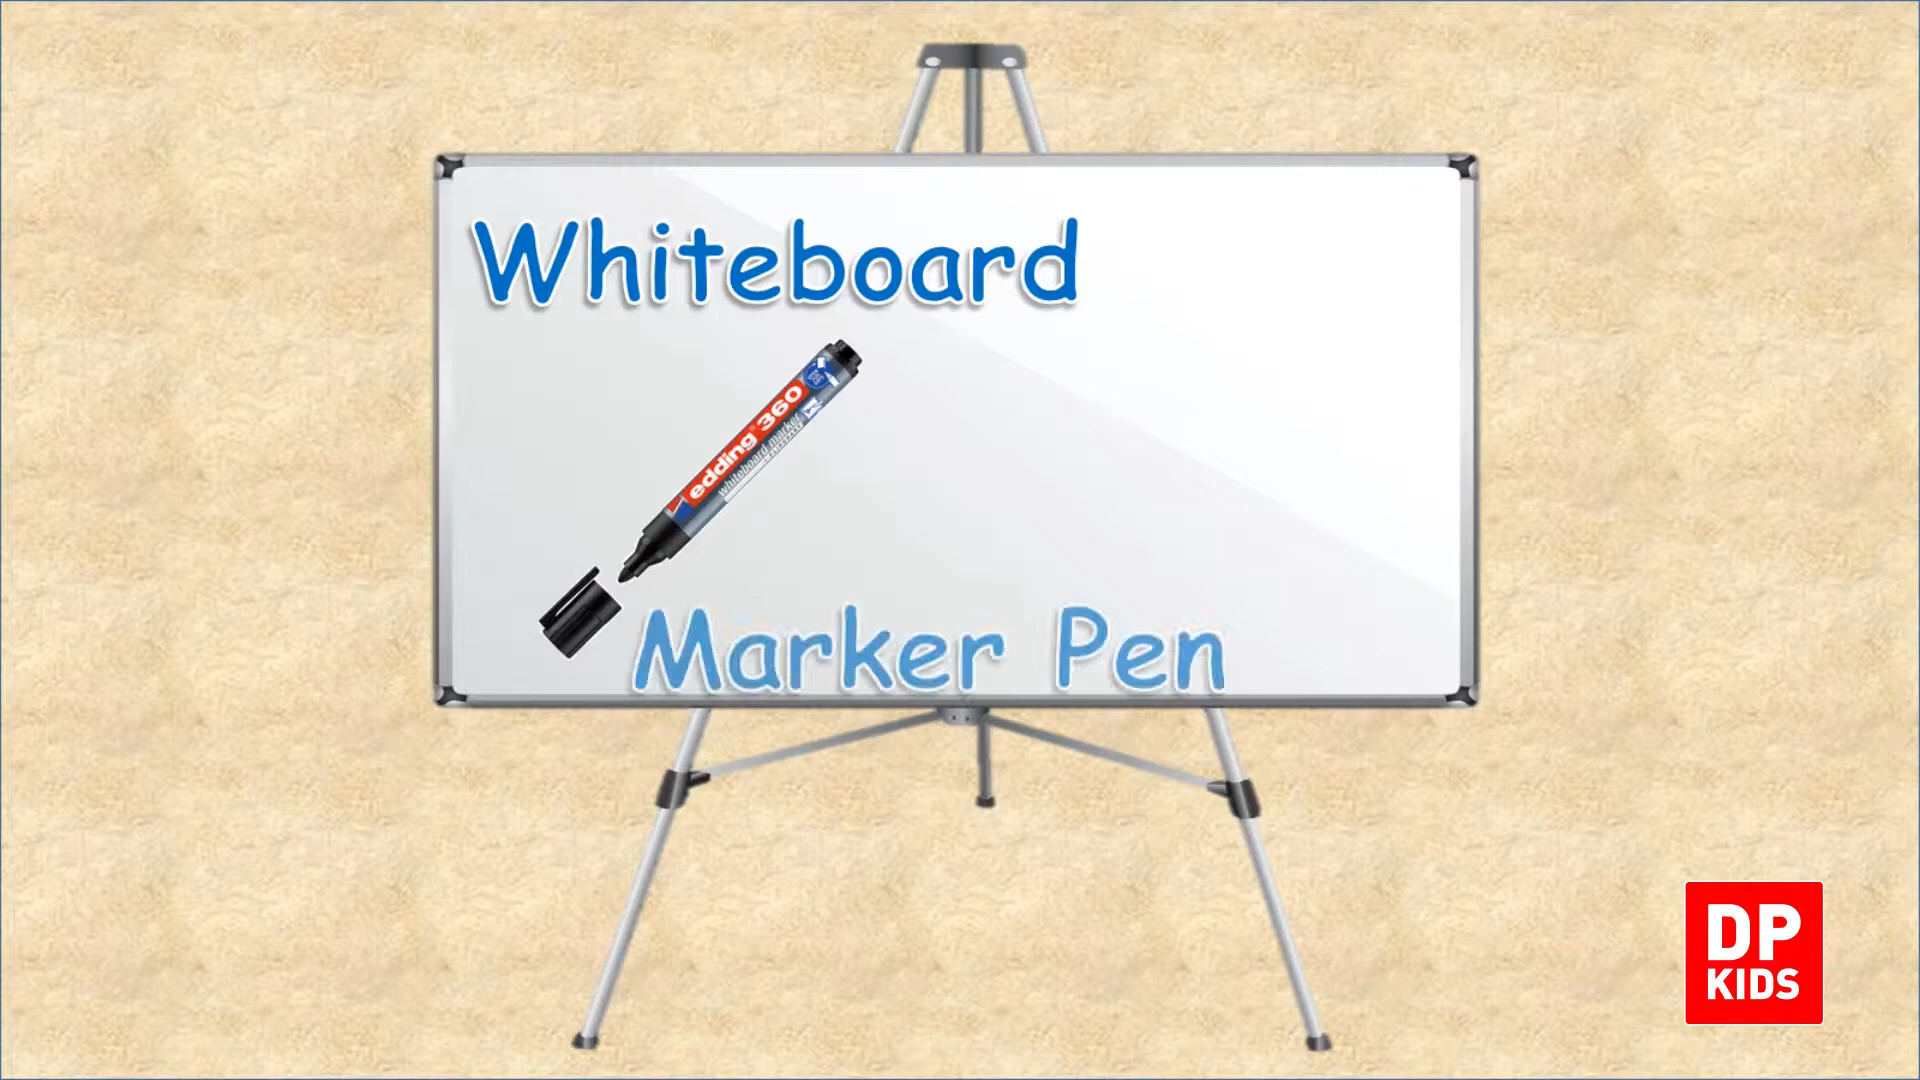 Whiteboard
edding 360
whiteboard marker
Marker Pen
DP
KIDS